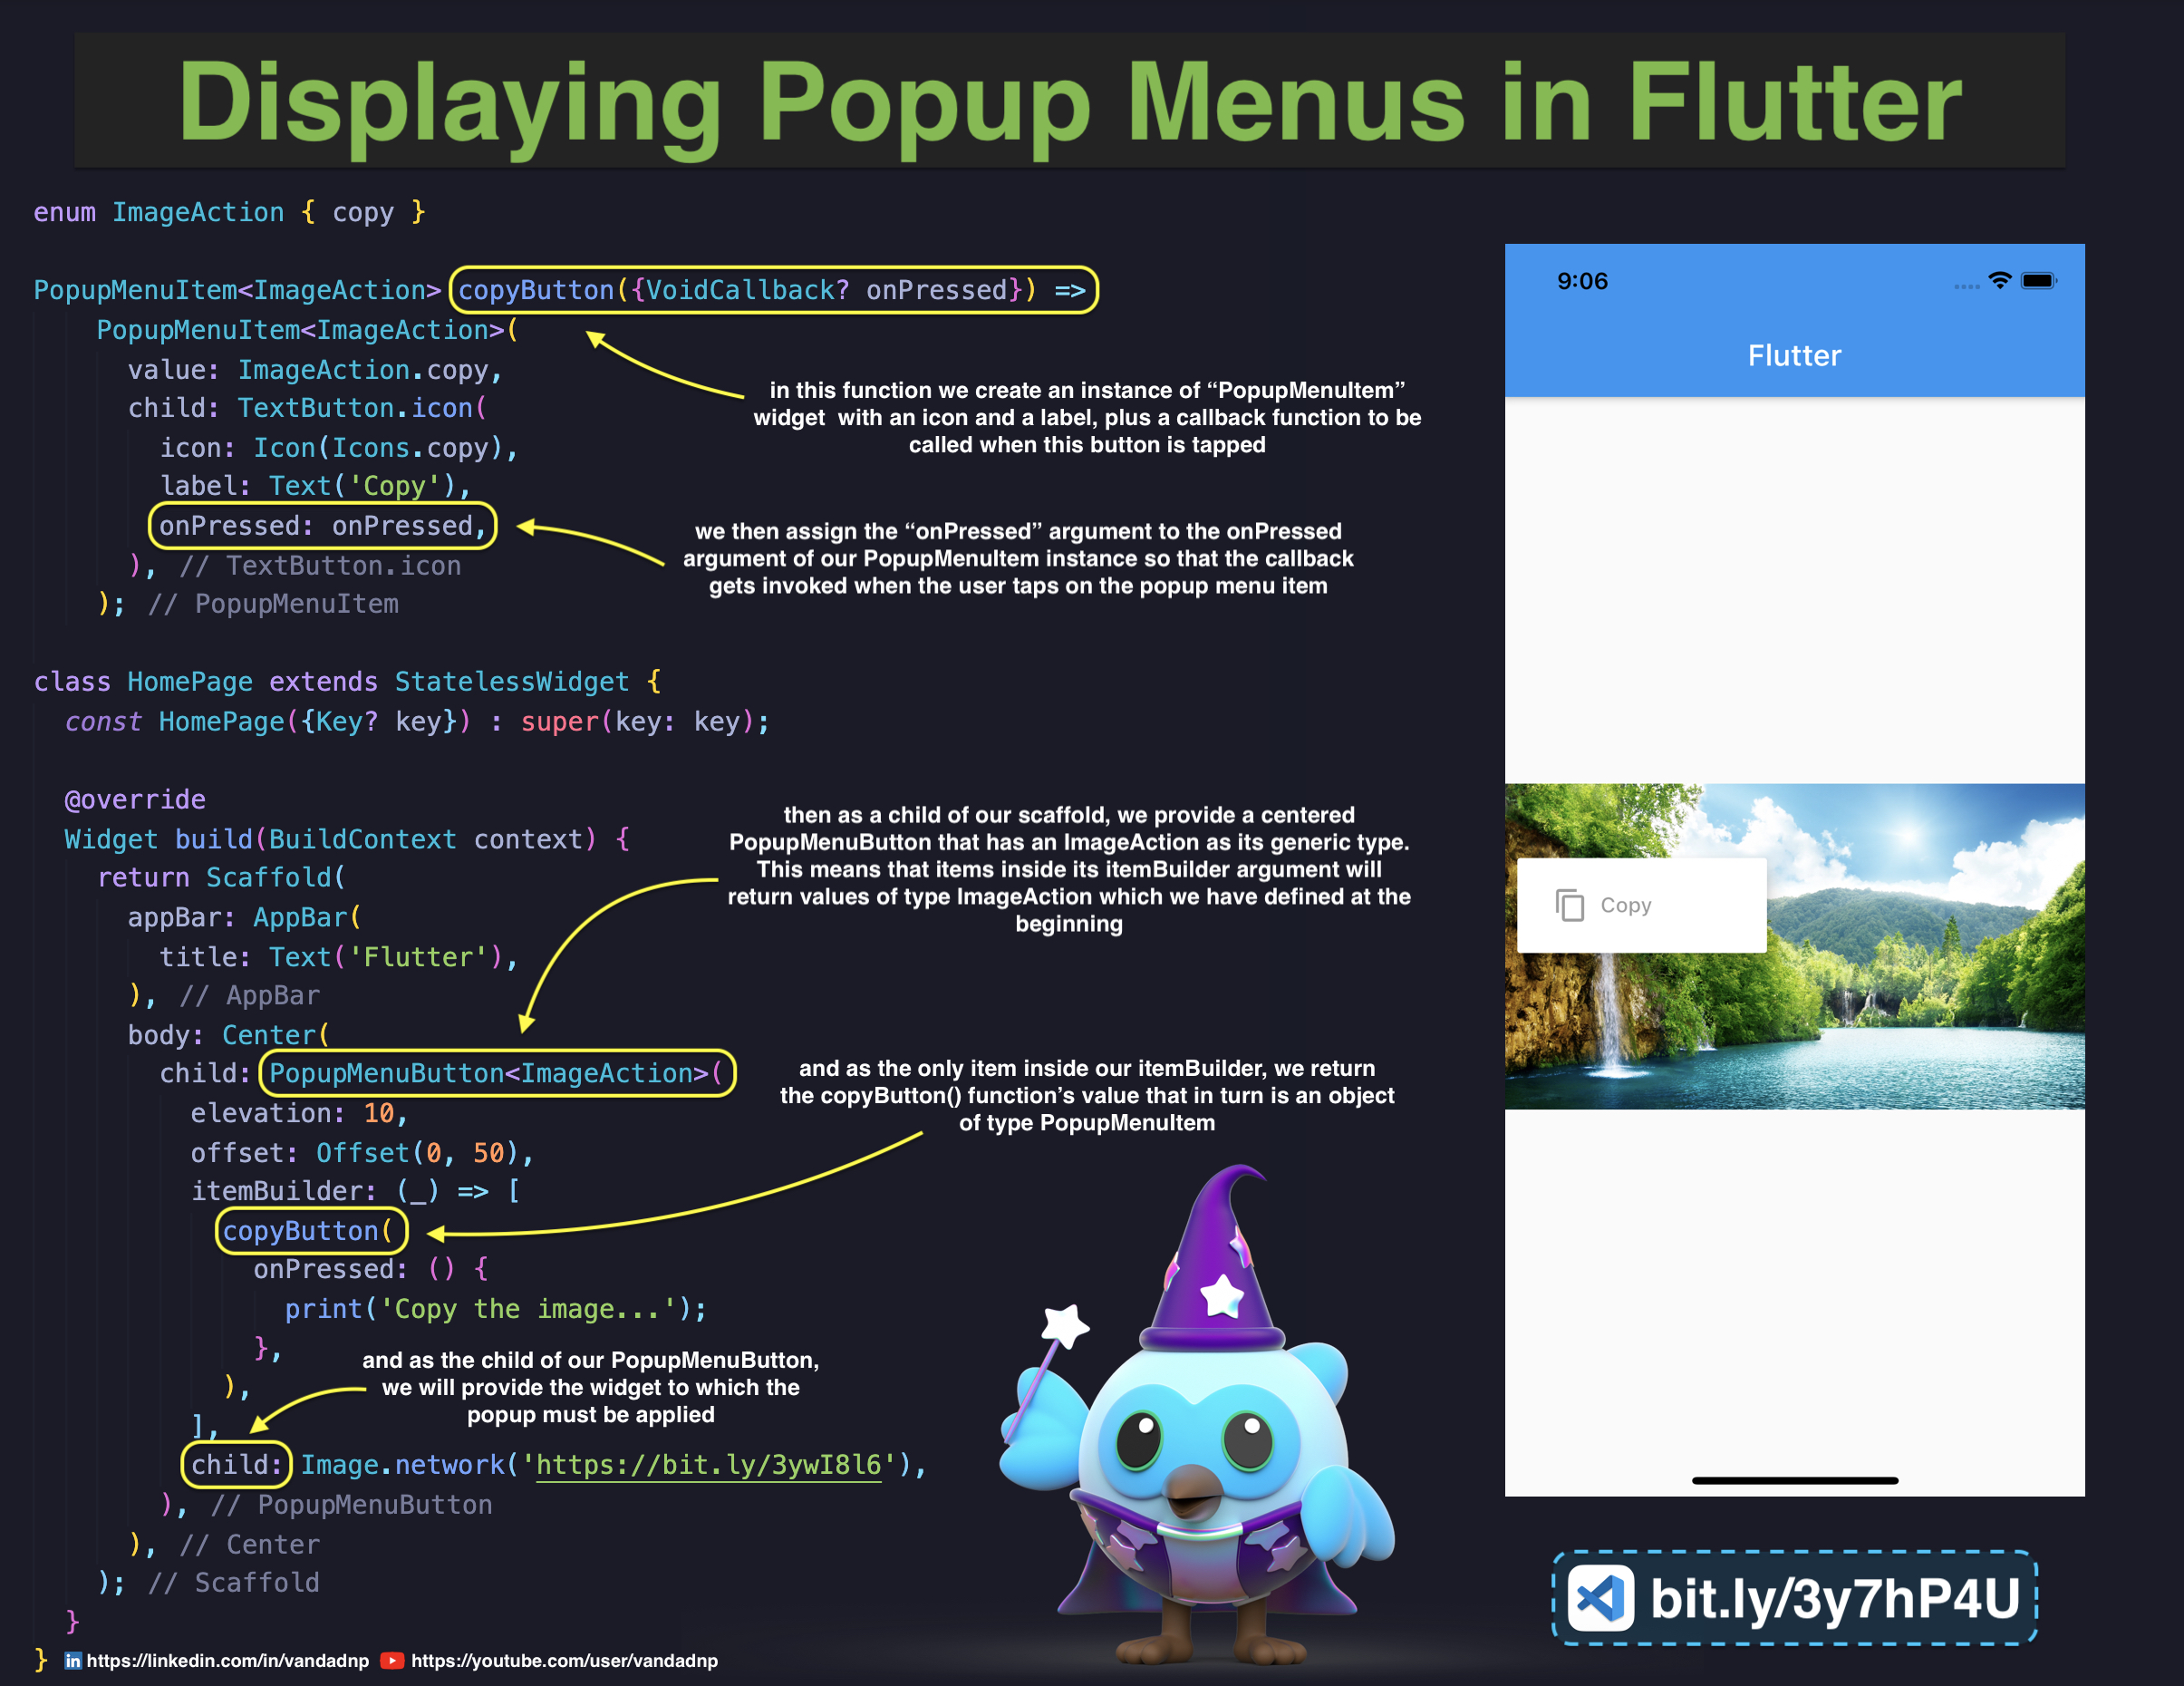 Displaying Popup Menus in Flutter
enum ImageAction { copy }
PopupMenuItem<ImageAction> copyButton({VoidCallback? onPressed}) =>
PopupMenuItem<ImageAction>(
value: ImageAction.copy,
child: TextButton.icon(
icon: Icon(Icons.copy),
label: Text('Copy'),
onPressed: onPressed,
), // TextButton.icon
); // PopupMenuItem
in this function we create an instance of “PopupMenuItem”
widget with an icon and a label, plus a callback function to be
called when this button is tapped
we then assign the “onPressed” argument to the onPressed
argument of our PopupMenuItem instance so that the callback
gets invoked when the user taps on the popup menu item
class HomePage extends StatelessWidget {
const HomePage({Key? key}) : super(key: key);
@override
Widget build(BuildContext context) {
return Scaffold(
appBar: AppBar(
title: Text('Flutter'),
), // AppBar
body: Center(
child: PopupMenuButton<ImageAction>(
elevation: 10,
offset: Offset(0, 50),
itemBuilder: (_) => [
copyButton(
onPressed: () {
print('Copy the image...');
},
),
],
child: Image.network('https://bit.ly/3ywI8l6'),
), // PopupMenuButton
), // Center
); // Scaffold
}
}
then as a child of our scaffold, we provide a centered
PopupMenuButton that has an ImageAction as its generic type.
This means that items inside its itemBuilder argument will
return values of type ImageAction which we have defined at the
beginning
and as the only item inside our itemBuilder, we return
the copyButton() function’s value that in turn is an object
of type PopupMenuItem
and as the child of our PopupMenuButton,
we will provide the widget to which the
popup must be applied
in https://linkedin.com/in/vandadnp https://youtube.com/user/vandadnp
9:06
Flutter
Copy
bit.ly/3y7hP4U